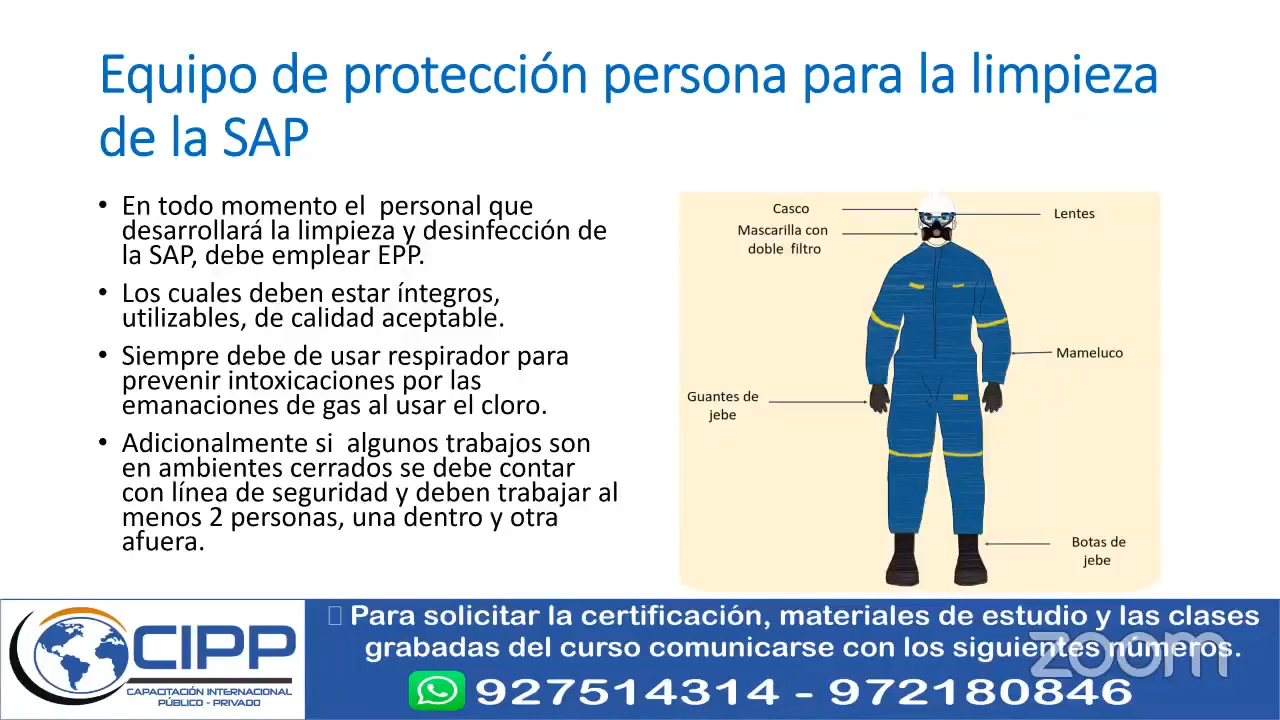 Equipo de protección persona para la limpieza
de la SAP
• En todo momento el  personal que
desarrollará la limpieza y desinfección de
la SAP, debe emplear EPP.
• Los cuales deben estar íntegros,
utilizables, de calidad aceptable.
• Siempre debe de usar respirador para
prevenir intoxicaciones por las
emanaciones de gas al usar el cloro.
• Adicionalmente si  algunos trabajos son
en ambientes cerrados se debe contar
con línea de seguridad y deben trabajar al
menos 2 personas, una dentro y otra
afuera.
Casco
Mascarilla con
doble  filtro
Lentes
Mameluco
Guantes de
jebe
Botas de
jebe
CIPP
CAPACITACIÓN INTERNACIONAL
PÚBLICO - PRIVADO
Para solicitar la certificación, materiales de estudio y las clases
grabadas del curso comunicarse con los siguientes números.
927514314 - 972180846
zoom